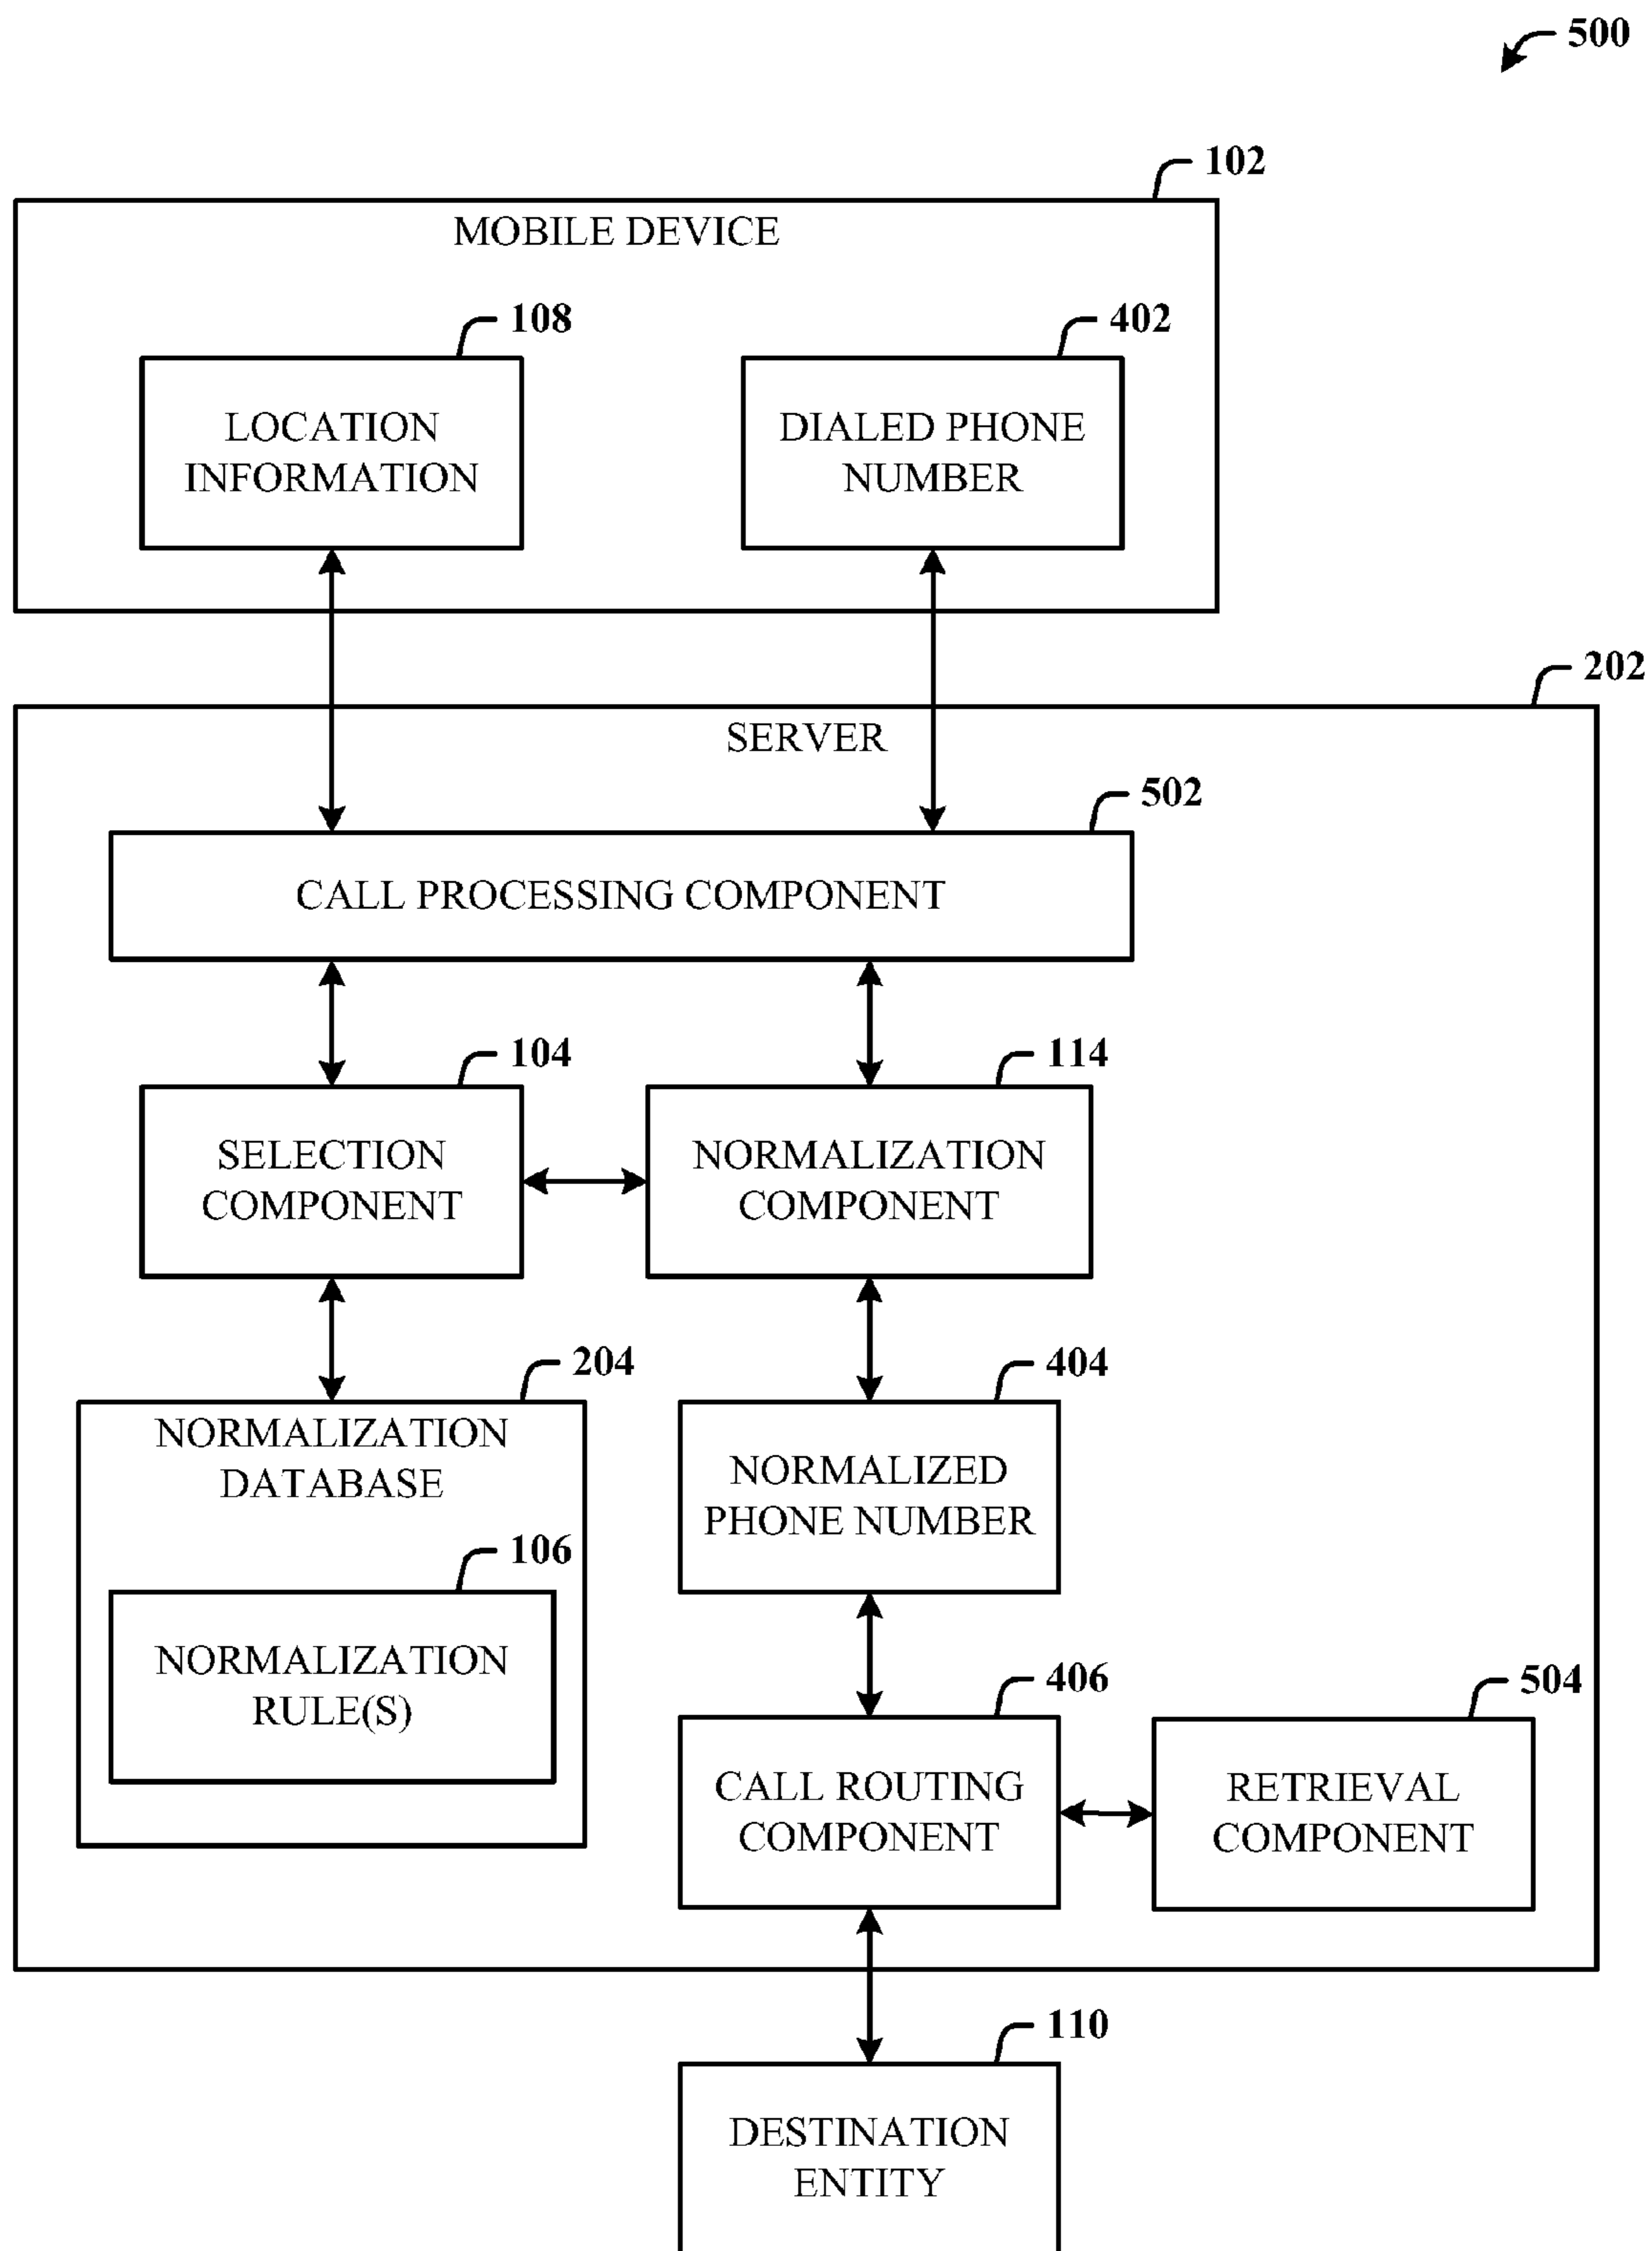 500
102
MOBILE DEVICE
108
402
LOCATION
INFORMATION
DIALED PHONE
NUMBER
202
SERVER
502
CALL PROCESSING COMPONENT
104
114
SELECTION
COMPONENT
NORMALIZATION
COMPONENT
204
404
NORMALIZATION
DATABASE
NORMALIZED
PHONE NUMBER
106
NORMALIZATION
RULE(S)
406
504
CALL ROUTING
COMPONENT
RETRIEVAL
COMPONENT
110
DESTINATION
ENTITY